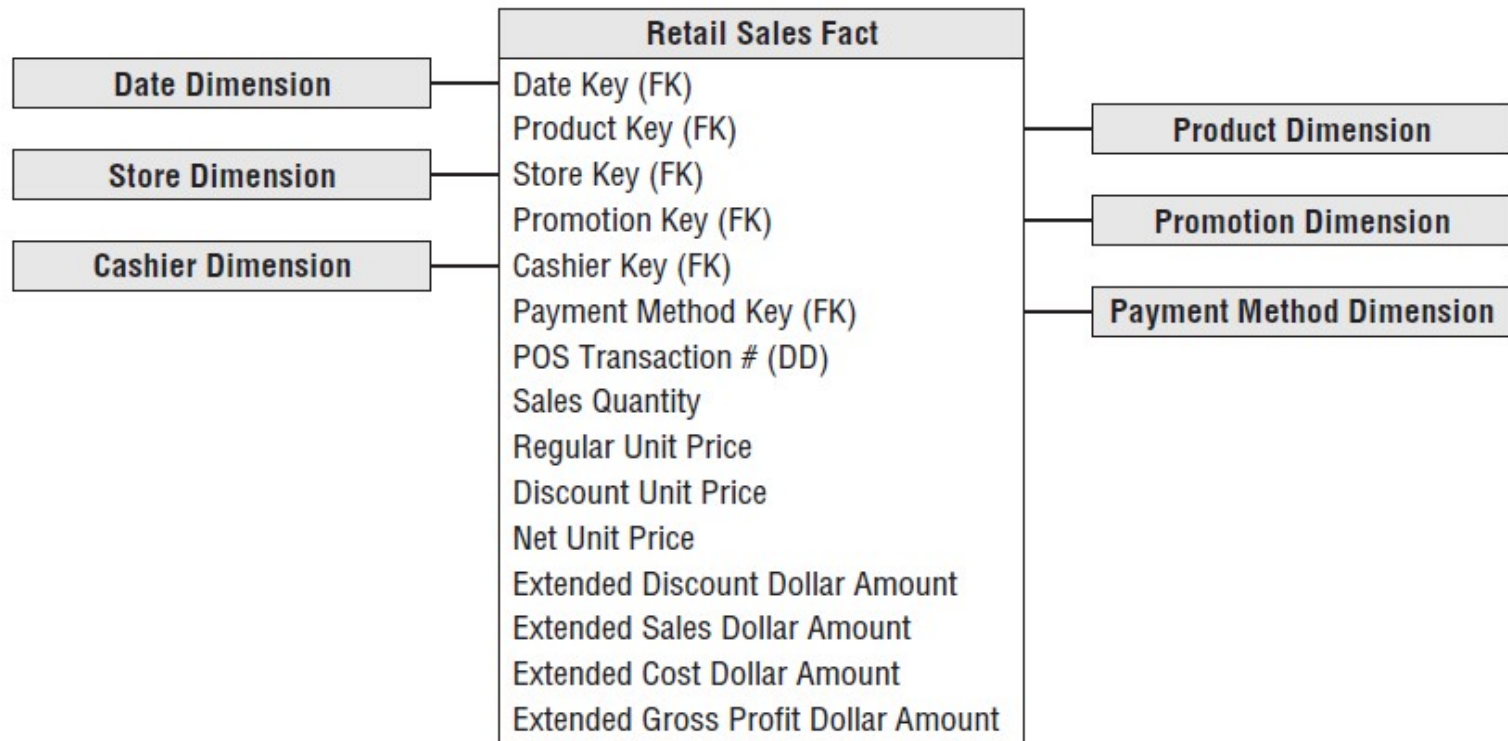 Retail Sales Fact
Date Dimension
Date Key (FK)
Product Key (FK)
Product Dimension
Store Dimension
Store Key (FK)
Promotion Key (FK)
Promotion Dimension
Cashier Dimension
Cashier Key (FK)
Payment Method Key (FK)
Payment Method Dimension
POS Transaction # (DD)
Sales Quantity
Regular Unit Price
Discount Unit Price
Net Unit Price
Extended Discount Dollar Amount
Extended Sales Dollar Amount
Extended Cost Dollar Amount
Extended Gross Profit Dollar Amount